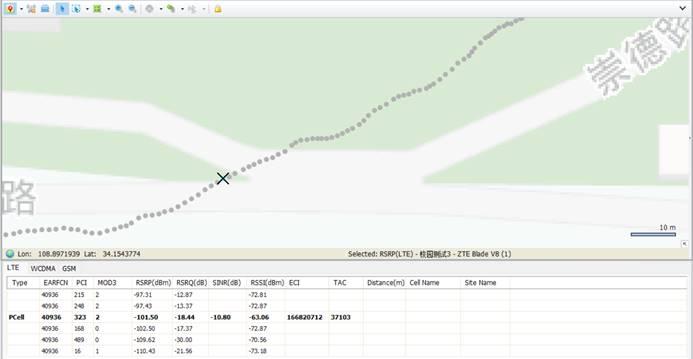 崇德路
路
10 m
Lon: 108.8971939 Lat: 34.1543774 Selected: RSRP(LTE) - 校园测试3 - ZTE Blade V8 (1)
LTE WCDMA GSM
Type EARFCN PCI MOD3 RSRP(dBm) RSRQ(dB) SINR(dB) RSSI(dBm) ECI TAC Distance(m) Cell Name Site Name
40936 215 2 -97.31 -12.87 -72.81
40936 248 2 -97.43 -13.37 -72.87
PCell 40936 323 2 -101.50 -18.44 -10.80 -63.06 166820712 37103
40936 168 0 -102.50 -17.37 -72.87
40936 489 0 -109.62 -30.00 -70.56
40936 16 1 -110.43 -21.56 -73.18